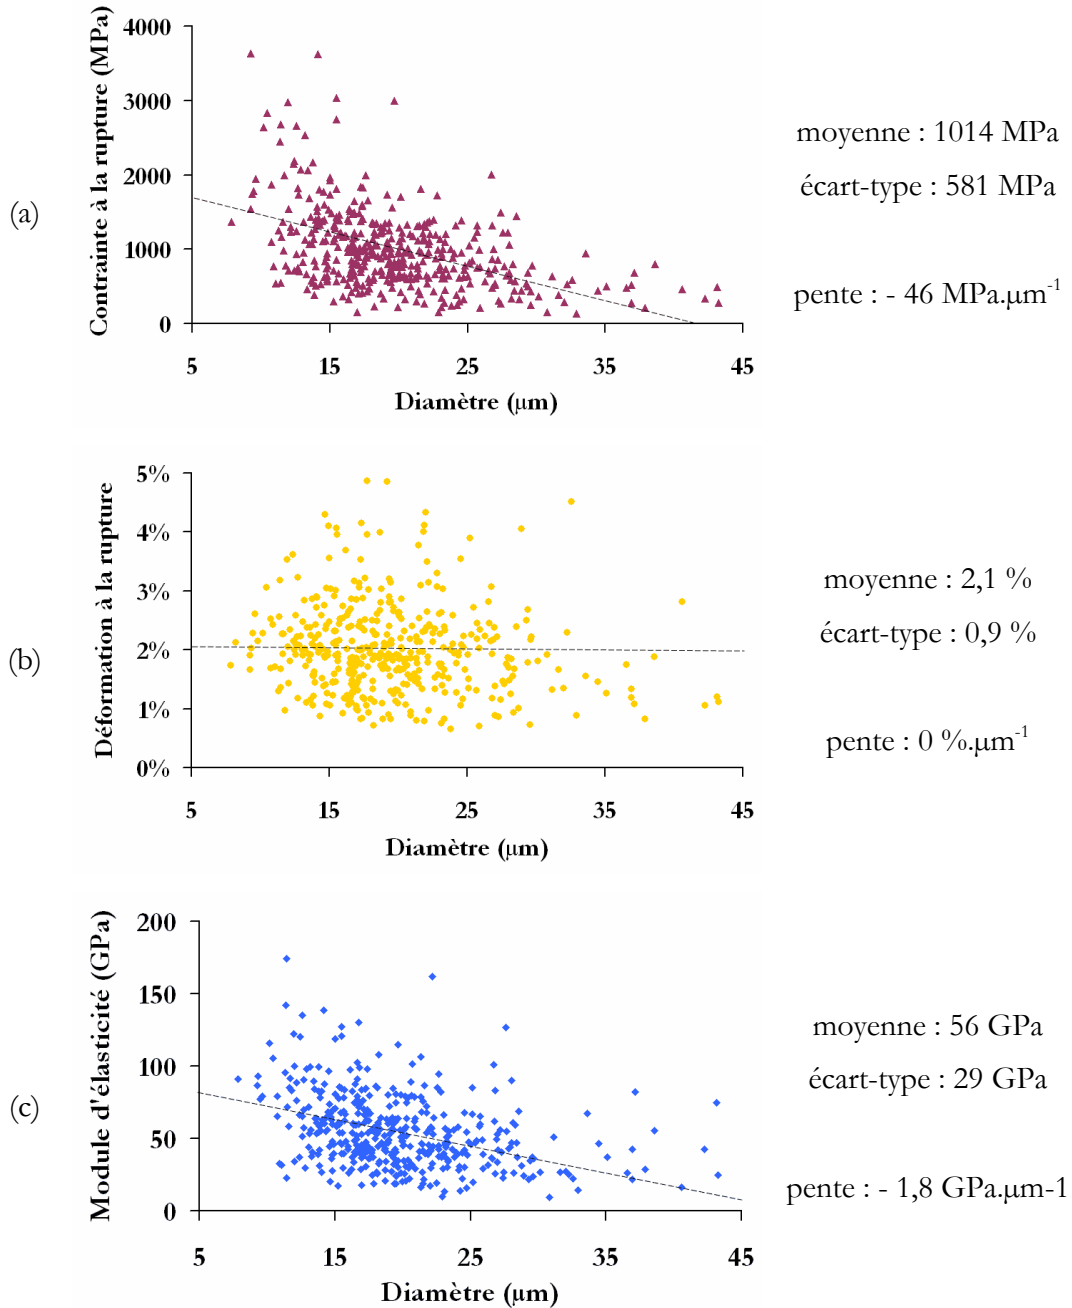 4000
3000
2000
1000
0
Contrainte à la rupture (MPa)
(a)
5 15 25 35 45
Diamètre (µm)
moyenne : 1014 MPa
écart-type : 581 MPa
pente : - 46 MPa.µm⁻¹
5%
4%
3%
2%
1%
0%
Déformation à la rupture
(b)
5 15 25 35 45
Diamètre (µm)
moyenne : 2,1 %
écart-type : 0,9 %
pente : 0 %.µm⁻¹
200
150
100
50
0
Module d'élasticité (GPa)
(c)
5 15 25 35 45
Diamètre (µm)
moyenne : 56 GPa
écart-type : 29 GPa
pente : - 1,8 GPa.µm-1